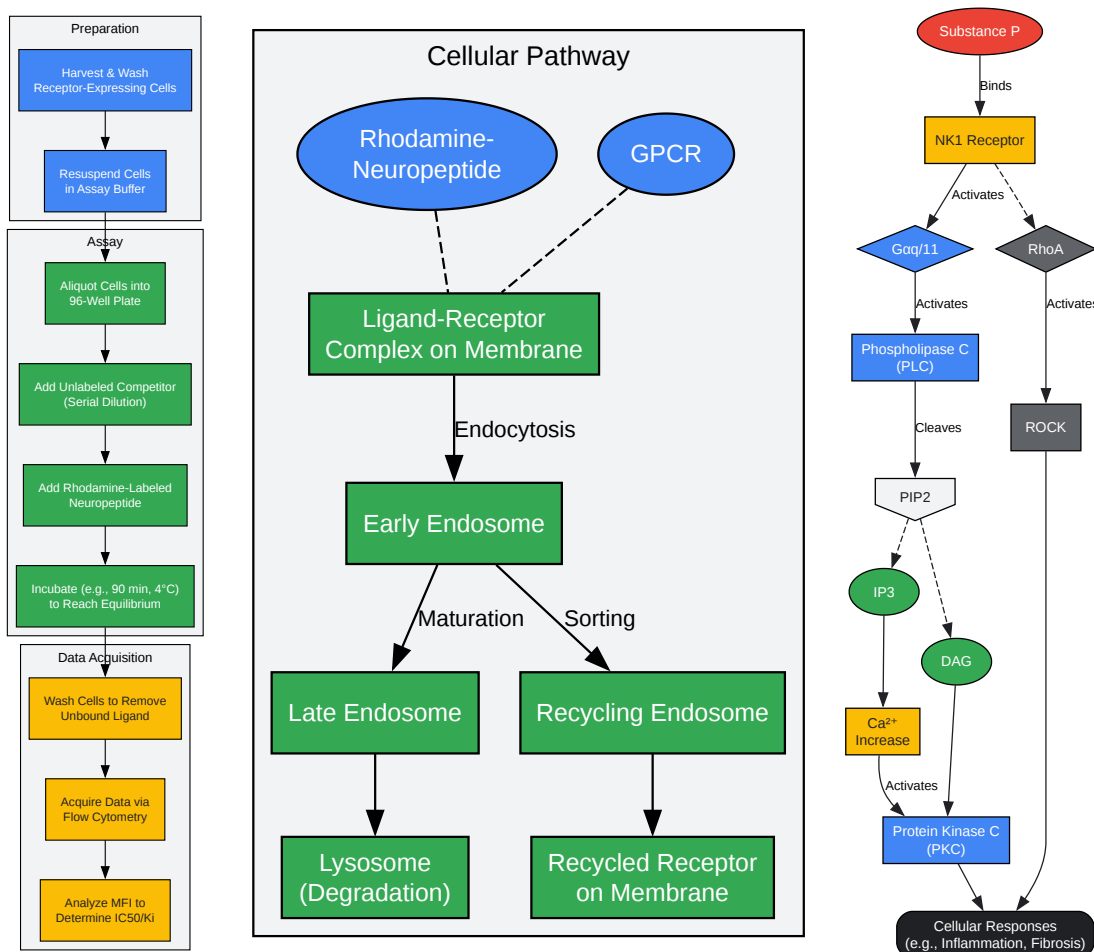 Preparation
Harvest & Wash
Receptor-Expressing Cells
Resuspend Cells
in Assay Buffer
Assay
Aliquot Cells into
96-Well Plate
Add Unlabeled Competitor
(Serial Dilution)
Add Rhodamine-Labeled
Neuropeptide
Incubate (e.g., 90 min, 4°C)
to Reach Equilibrium
Data Acquisition
Wash Cells to Remove
Unbound Ligand
Acquire Data via
Flow Cytometry
Analyze MFI to
Determine IC50/Ki
Cellular Pathway
Rhodamine-
Neuropeptide
GPCR
Ligand-Receptor
Complex on Membrane
Endocytosis
Early Endosome
Maturation
Sorting
Late Endosome
Recycling Endosome
Lysosome
(Degradation)
Recycled Receptor
on Membrane
Substance P
Binds
NK1 Receptor
Activates
Gαq/11
RhoA
Activates
Activates
Phospholipase C
(PLC)
ROCK
Cleaves
PIP2
IP3
DAG
Ca²⁺
Increase
Activates
Protein Kinase C
(PKC)
Cellular Responses
(e.g., Inflammation, Fibrosis)